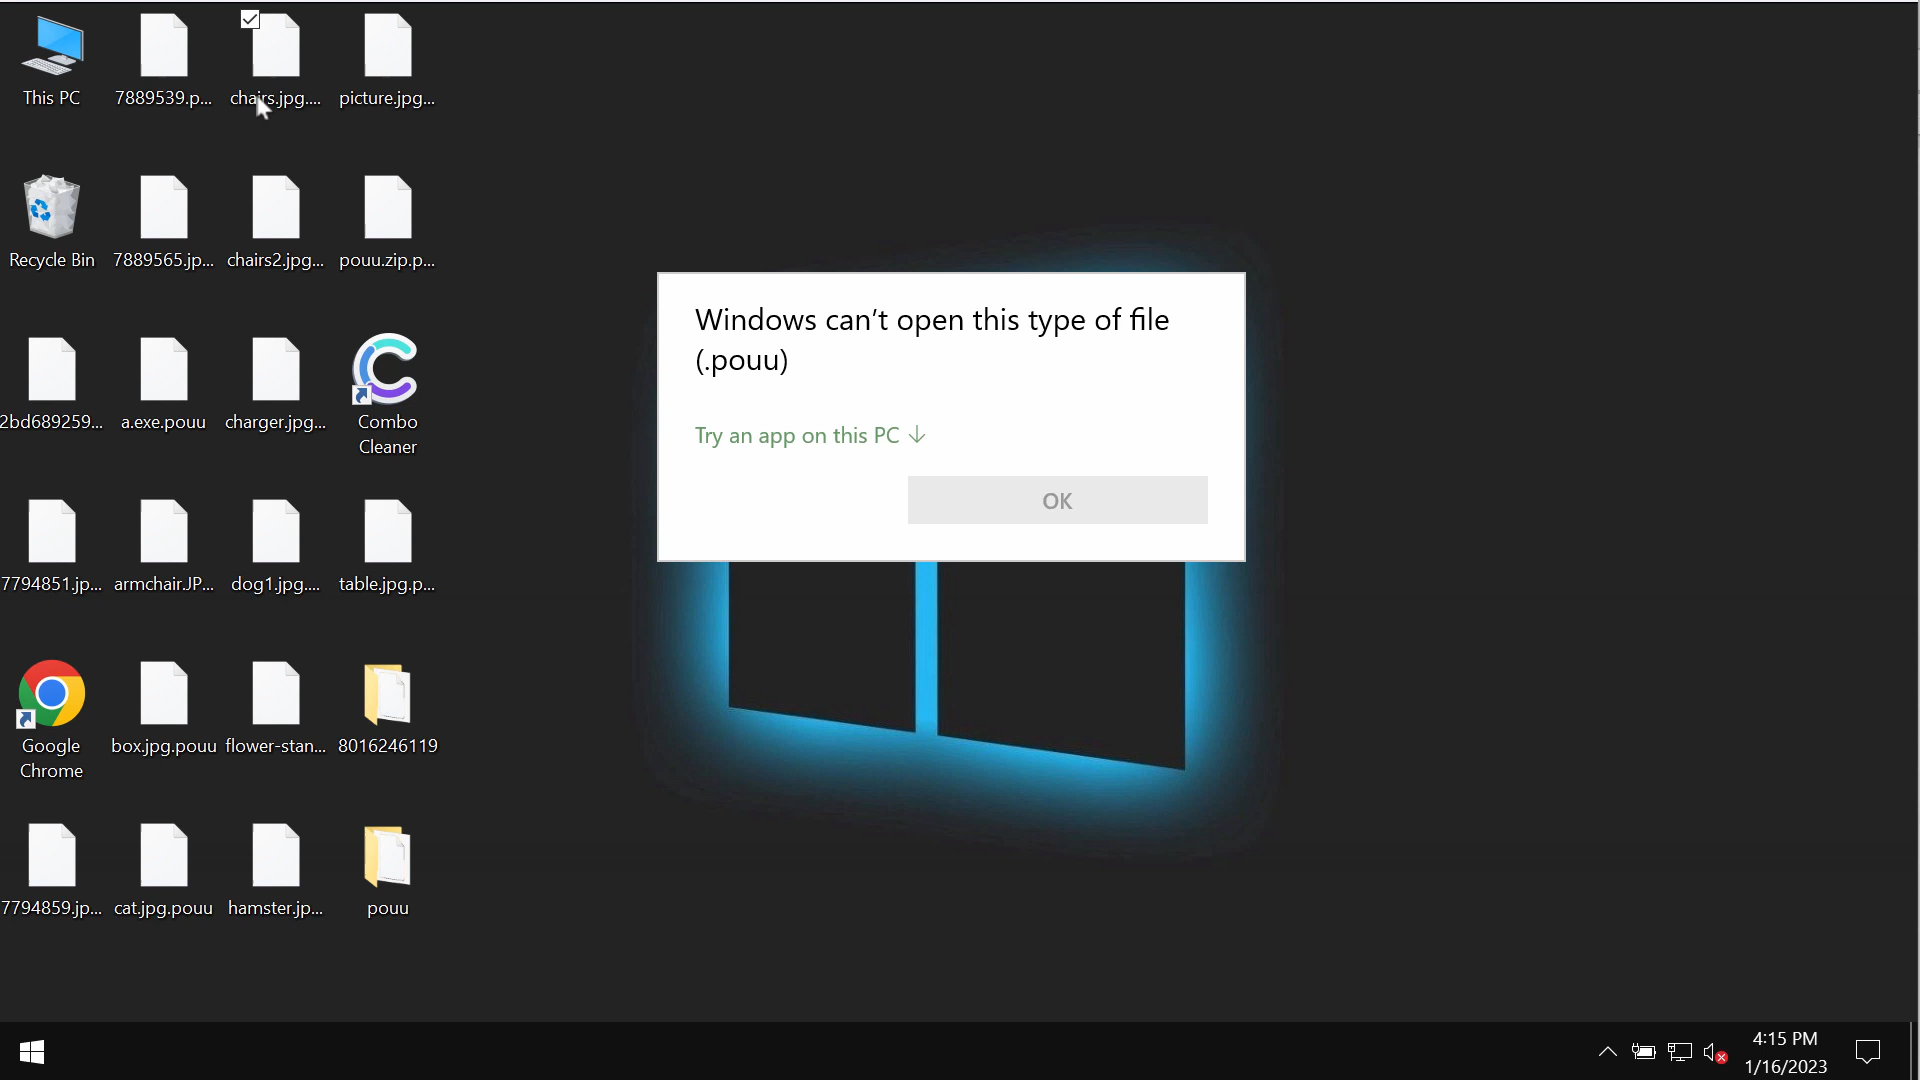 This PC
7889539.p...
chairs.jpg....
picture.jpg...
Recycle Bin
7889565.jp...
chairs2.jpg...
pouu.zip.p...
2bd689259...
a.exe.pouu
charger.jpg...
Combo
Cleaner
7794851.jp...
armchair.JP...
dog1.jpg....
table.jpg.p...
Google
Chrome
box.jpg.pouu
flower-stan...
8016246119
7794859.jp...
cat.jpg.pouu
hamster.jp...
pouu
Windows can’t open this type of file
(.pouu)
Try an app on this PC
OK
4:15 PM
1/16/2023